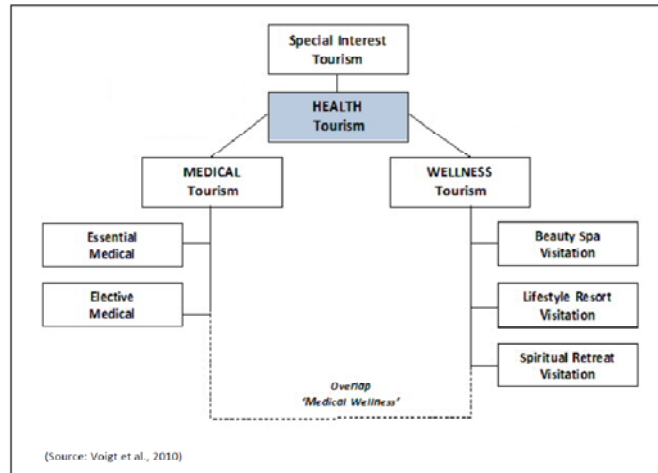 Special Interest
Tourism
HEALTH
Tourism
MEDICAL
Tourism
WELLNESS
Tourism
Essential
Medical
Beauty Spa
Visitation
Elective
Medical
Lifestyle Resort
Visitation
Spiritual Retreat
Visitation
Overlap
'Medical Wellness'
(Source: Voigt et al., 2010)